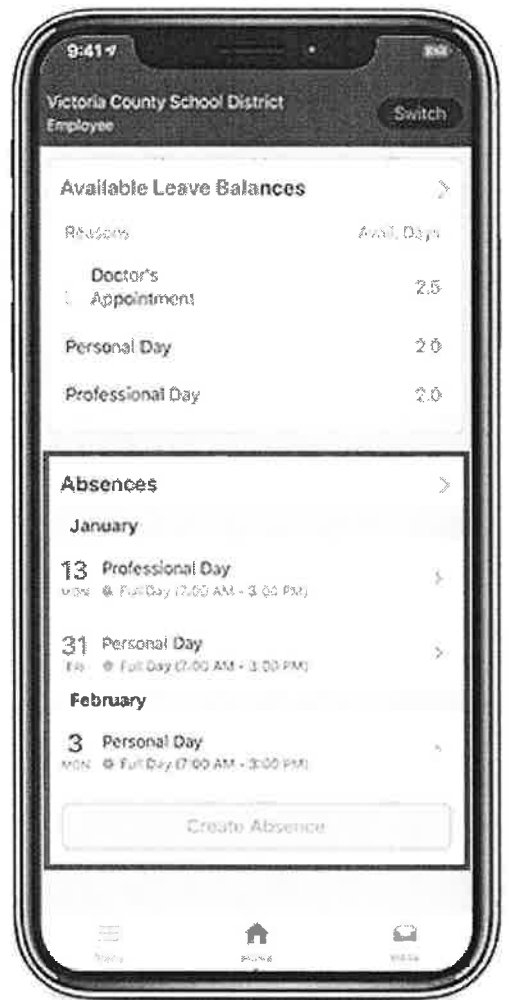 9:41
Victoria County School District
Employee
Switch
Available Leave Balances
Reasons
Avail. Days
Doctor's
Appointment
2.5
Personal Day
2.0
Professional Day
2.0
Absences
January
13 Professional Day
MON Full Day (7:00 AM - 3:00 PM)
31 Personal Day
FRI Full Day (7:00 AM - 3:00 PM)
February
3 Personal Day
MON Full Day (7:00 AM - 3:00 PM)
Create Absence
Home